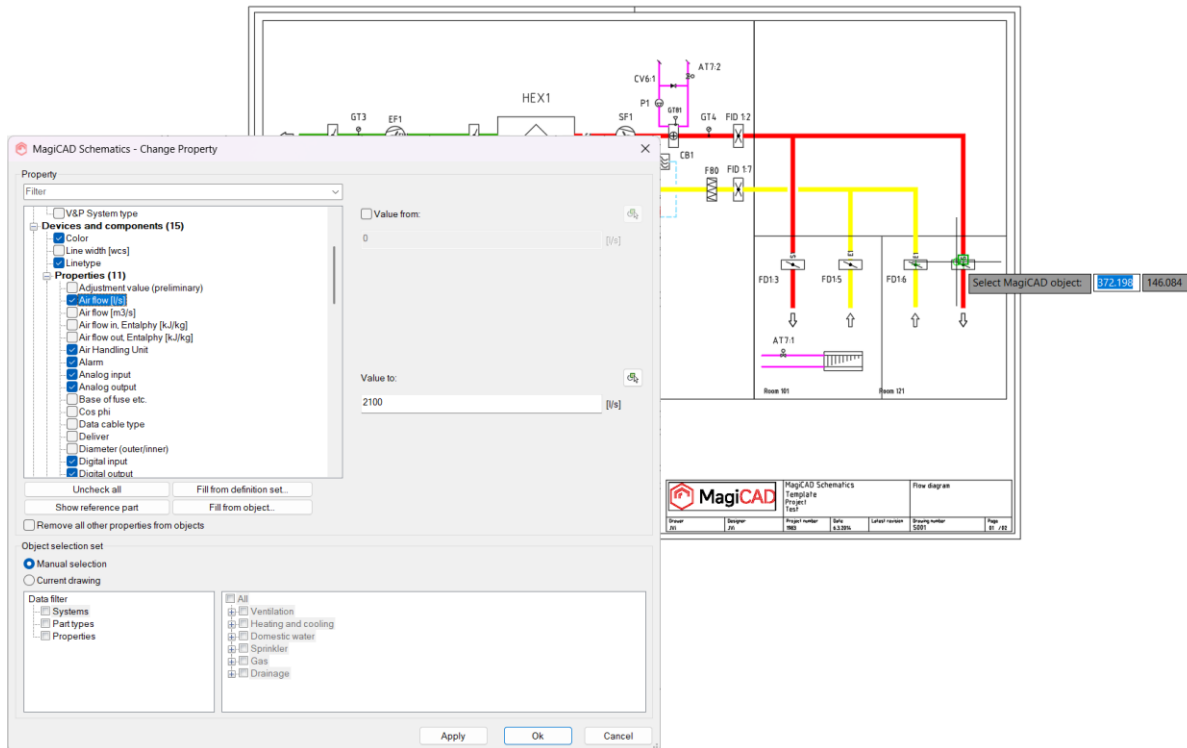 CV6:1
AT7:2
HEX1
P1
GT3
EF1
SF1
GT81
GT4
FID 1:2
CB1
F80
FID 1:7
FD1:3
FD1:5
FD1:6
Select MagiCAD object:
372.198
146.084
AT7:1
Room 101
Room 121
MagiCAD
MagiCAD Schematics
Template
Project
Test
Flow diagram
Drawer
Designer
Project number
Date
Latest revision
Drawing number
Page
JVi
JVi
6.3.2014
S001
01 / 02
MagiCAD Schematics - Change Property
Property
Filter
V&P System type
Devices and components (15)
Color
Line width [wcs]
Linetype
Properties (11)
Adjustment value (preliminary)
Air flow [l/s]
Air flow [m3/s]
Air flow in, Entalphy [kJ/kg]
Air flow out, Entalphy [kJ/kg]
Air Handling Unit
Alarm
Analog input
Analog output
Base of fuse etc.
Cos phi
Data cable type
Deliver
Diameter (outer/inner)
Digital input
Digital output
Value from:
0
[l/s]
Value to:
2100
[l/s]
Uncheck all
Fill from definition set...
Show reference part
Fill from object...
Remove all other properties from objects
Object selection set
Manual selection
Current drawing
Data filter
Systems
Part types
Properties
All
Ventilation
Heating and cooling
Domestic water
Sprinkler
Gas
Drainage
Apply
Ok
Cancel